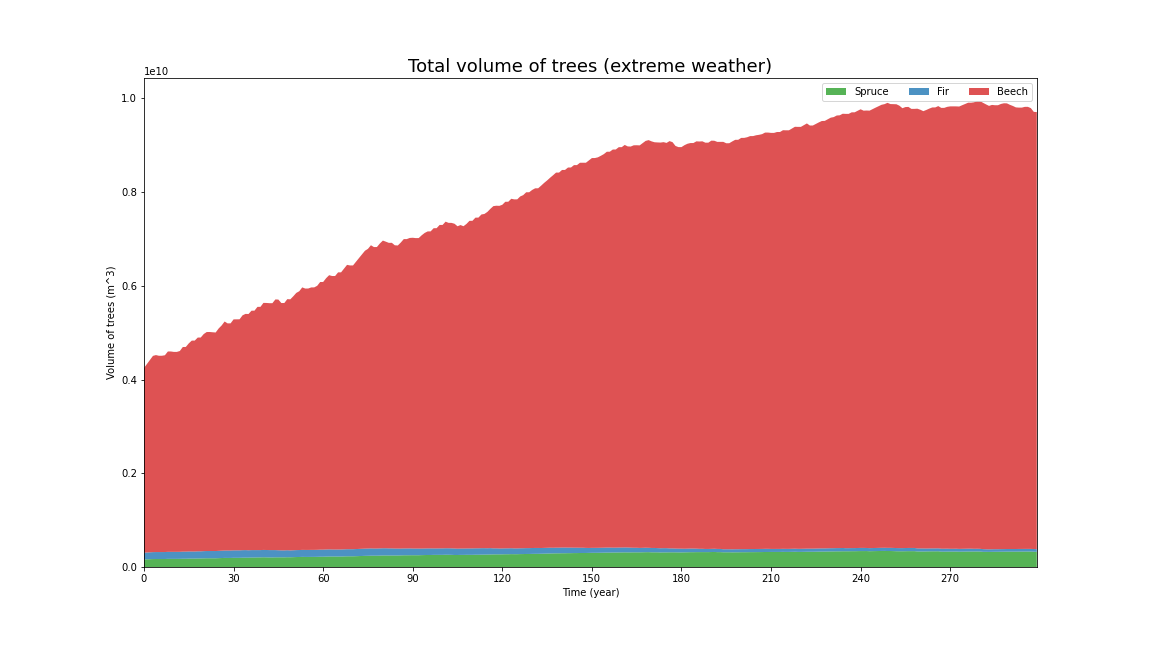 Total volume of trees (extreme weather)
1e10
Spruce Fir Beech
1.0
0.8
0.6
0.4
0.2
0.0
Volume of trees (m^3)
0 30 60 90 120 150 180 210 240 270
Time (year)